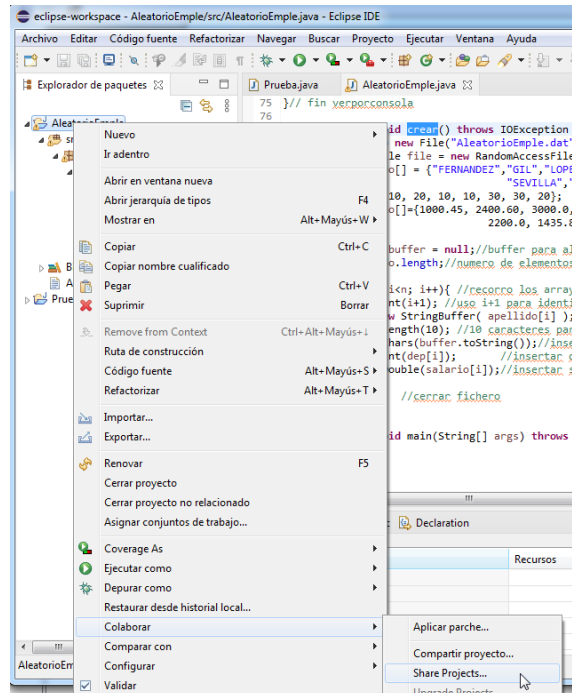 eclipse-workspace - AleatorioEmple/src/AleatorioEmple.java - Eclipse IDE
Archivo Editar Código fuente Refactorizar Navegar Buscar Proyecto Ejecutar Ventana Ayuda
Explorador de paquetes
Prueba.java AleatorioEmple.java
75 }// fin verporconsola
76
AleatorioEmple
Nuevo
id crear() throws IOException
new File("AleatorioEmple.dat"
Ir adentro
le file = new RandomAccessFile
o[] = {"FERNANDEZ","GIL","LOPE
Abrir en ventana nueva
"SEVILLA","
Abrir jerarquía de tipos F4
10, 20, 10, 10, 30, 30, 20};
Mostrar en Alt+Mayús+W
o[]={1000.45, 2400.60, 3000.0,
2200.0, 1435.8
Copiar Ctrl+C
buffer = null;//buffer para al
Copiar nombre cualificado
o.length;//numero de elementos
Pegar Ctrl+V
i<n; i++){ //recorro los array
Prue
Suprimir Borrar
nt(i+1); //uso i+1 para identi
w StringBuffer( apellido[i] );
Remove from Context Ctrl+Alt+Mayús+↓
ength(10); //10 caracteres par
Ruta de construcción
hars(buffer.toString());//inse
Código fuente Alt+Mayús+S
nt(dep[i]); //insertar
Refactorizar Alt+Mayús+T
ouble(salario[i]);//insertar
//cerrar fichero
Importar...
Exportar...
id main(String[] args) throws
Renovar F5
Cerrar proyecto
Cerrar proyecto no relacionado
Asignar conjuntos de trabajo...
Declaration
Coverage As
Recursos
Ejecutar como
Depurar como
Restaurar desde historial local...
Colaborar
Aplicar parche...
Comparar con
Compartir proyecto...
AleatorioEm
Configurar
Share Projects...
Validar
Upgrade Projects